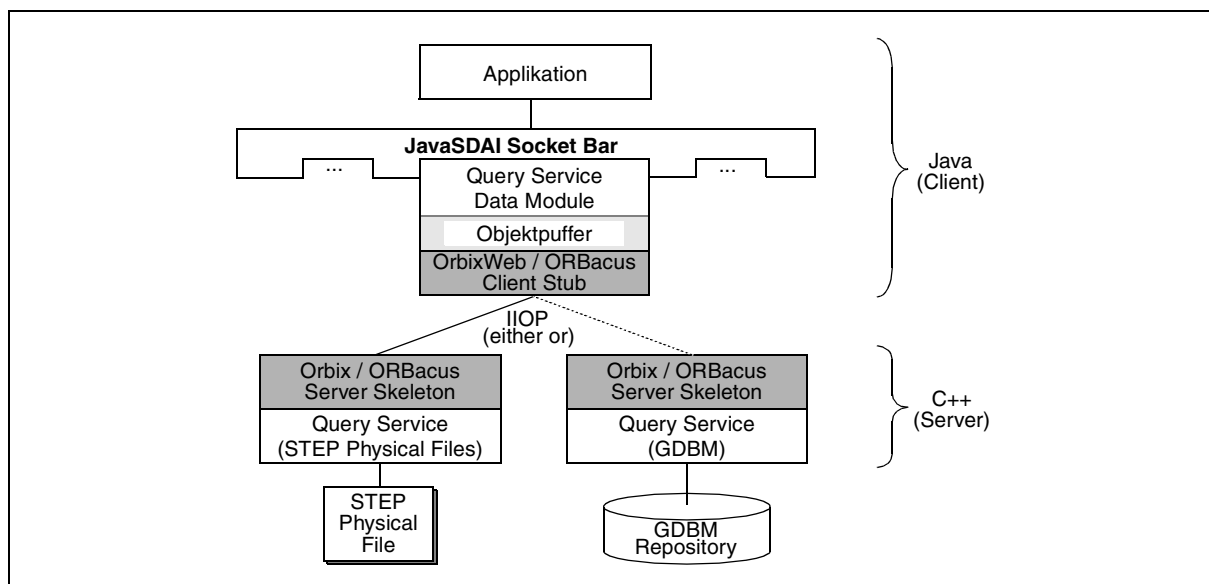 Applikation
JavaSDAI Socket Bar
...
...
Query Service
Data Module
Objektpuffer
OrbixWeb / ORBacus
Client Stub
Java
(Client)
IIOP
(either or)
Orbix / ORBacus
Server Skeleton
Query Service
(STEP Physical Files)
Orbix / ORBacus
Server Skeleton
Query Service
(GDBM)
C++
(Server)
STEP
Physical
File
GDBM
Repository